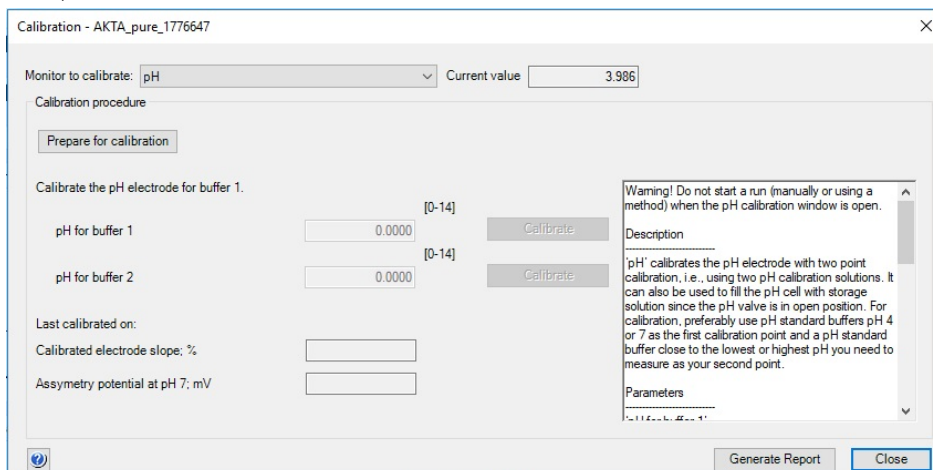 Calibration - AKTA_pure_1776647
Monitor to calibrate: pH Current value 3.986
Calibration procedure
Prepare for calibration
Calibrate the pH electrode for buffer 1.
[0-14]
pH for buffer 1 0.0000 Calibrate
[0-14]
pH for buffer 2 0.0000 Calibrate
Last calibrated on:
Calibrated electrode slope; %
Assymetry potential at pH 7; mV
Warning! Do not start a run (manually or using a
method) when the pH calibration window is open.
Description
---------------------------
'pH' calibrates the pH electrode with two point
calibration, i.e., using two pH calibration solutions. It
can also be used to fill the pH cell with storage
solution since the pH valve is in open position. For
calibration, preferably use pH standard buffers pH 4
or 7 as the first calibration point and a pH standard
buffer close to the lowest or highest pH you need to
measure as your second point.
Parameters
---------------------------
'pH for buffer 1'
Generate Report Close